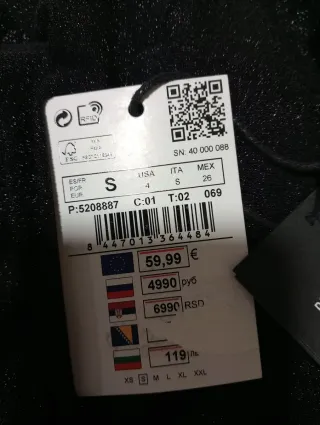 RFID
FSC
SN. 40 000 088
ES/FR POR EUR S USA 4 ITA S MEX 26
P:5208887 C:01 T:02 069
8 447013 364484
59,99 €
4990 руб
6990 RSD
119 лв.
XS S M L XL XXL